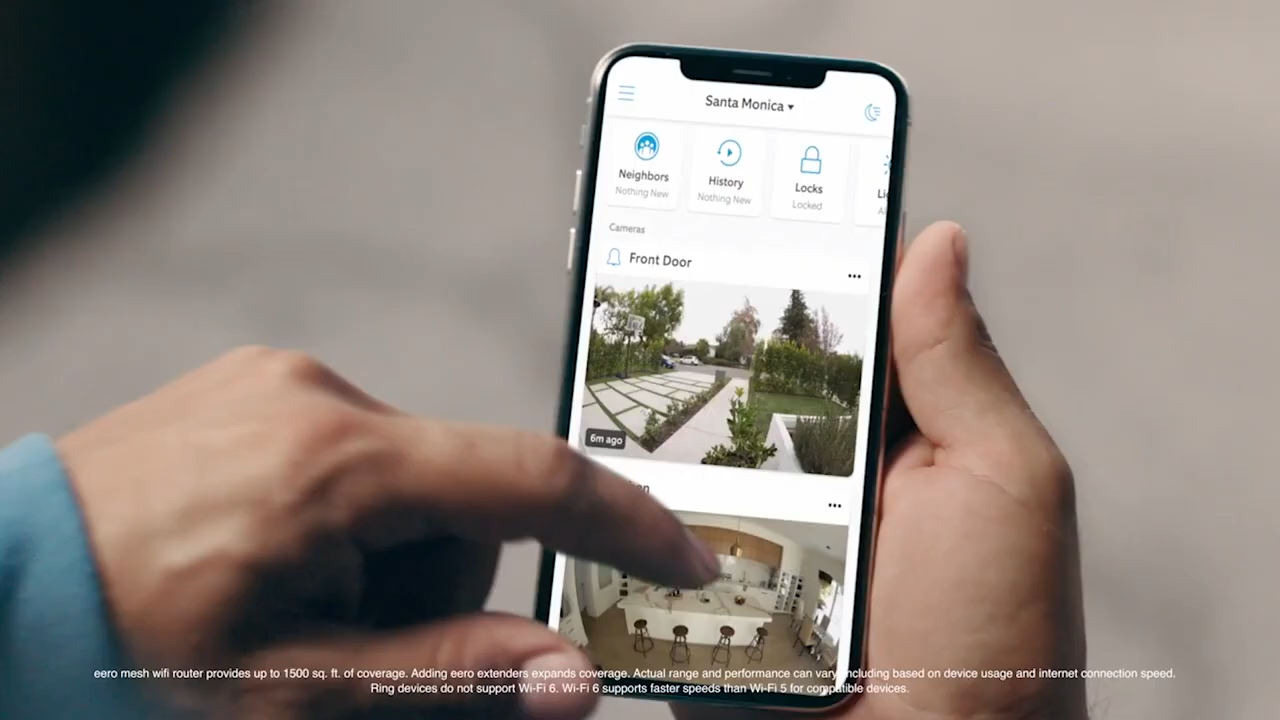 Santa Monica
Neighbors
Nothing New
History
Nothing New
Locks
Locked
Cameras
Front Door
6m ago
eero mesh wifi router provides up to 1500 sq. ft. of coverage. Adding eero extenders expands coverage. Actual range and performance can vary including based on device usage and internet connection speed.
Ring devices do not support Wi-Fi 6. Wi-Fi 6 supports faster speeds than Wi-Fi 5 for compatible devices.